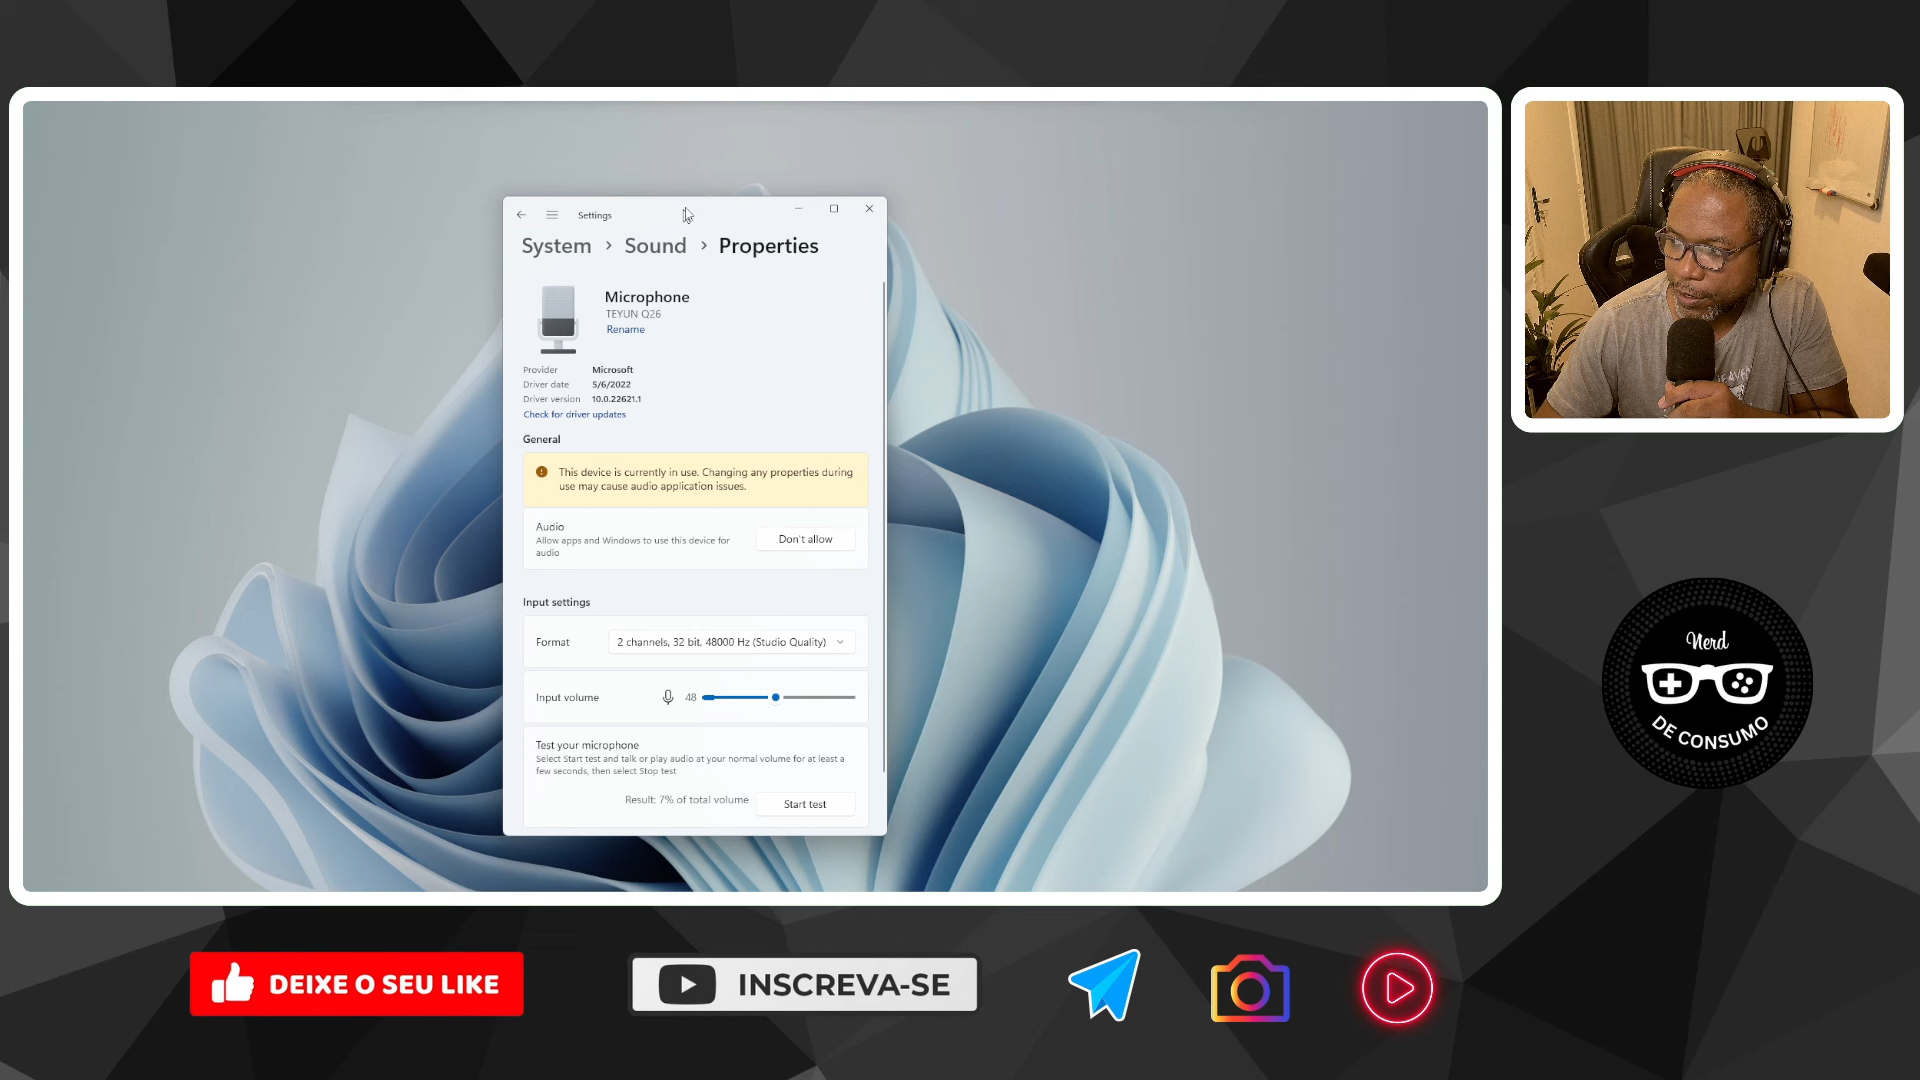 Settings
System > Sound > Properties
Microphone
TEYUN Q26
Rename
Provider Microsoft
Driver date 5/6/2022
Driver version 10.0.22621.1
Check for driver updates
General
This device is currently in use. Changing any properties during
use may cause audio application issues.
Audio
Allow apps and Windows to use this device for
audio
Don't allow
Input settings
Format 2 channels, 32 bit, 48000 Hz (Studio Quality)
Input volume 48
Test your microphone
Select Start test and talk or play audio at your normal volume for at least a
few seconds, then select Stop test
Result: 7% of total volume Start test
Nerd
DE CONSUMO
DEIXE O SEU LIKE
INSCREVA-SE